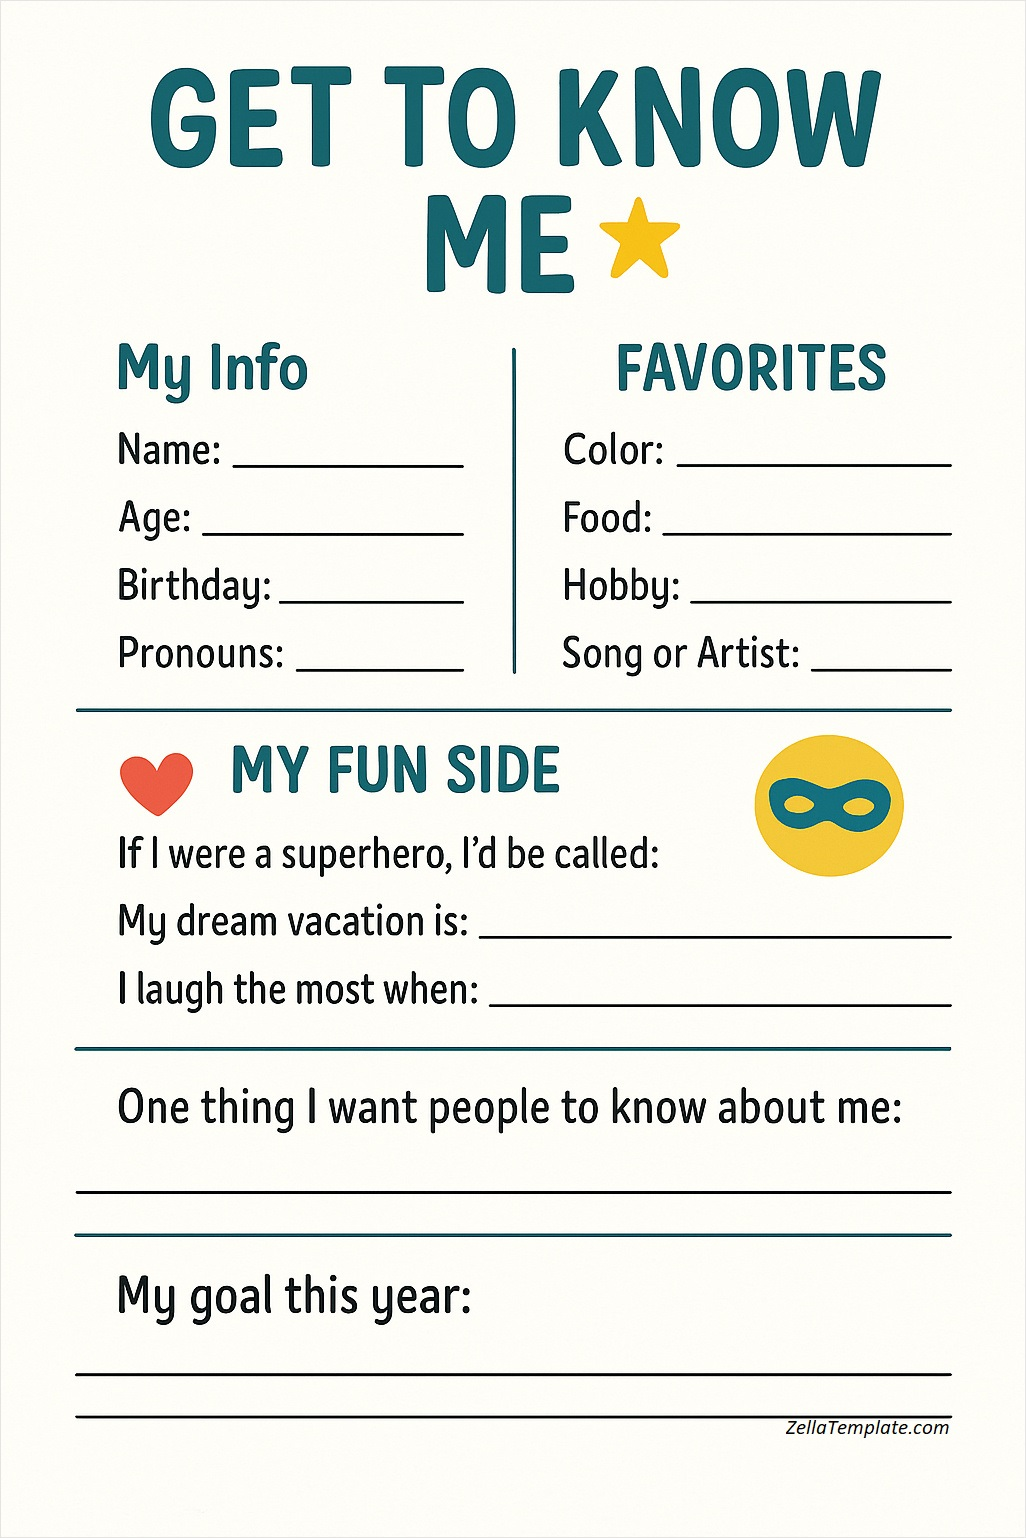 GET TO KNOW
ME
My Info
Name:
Age:
Birthday:
Pronouns:
FAVORITES
Color:
Food:
Hobby:
Song or Artist:
MY FUN SIDE
If I were a superhero, I’d be called:
My dream vacation is:
I laugh the most when:
One thing I want people to know about me:
My goal this year:
ZellaTemplate.com